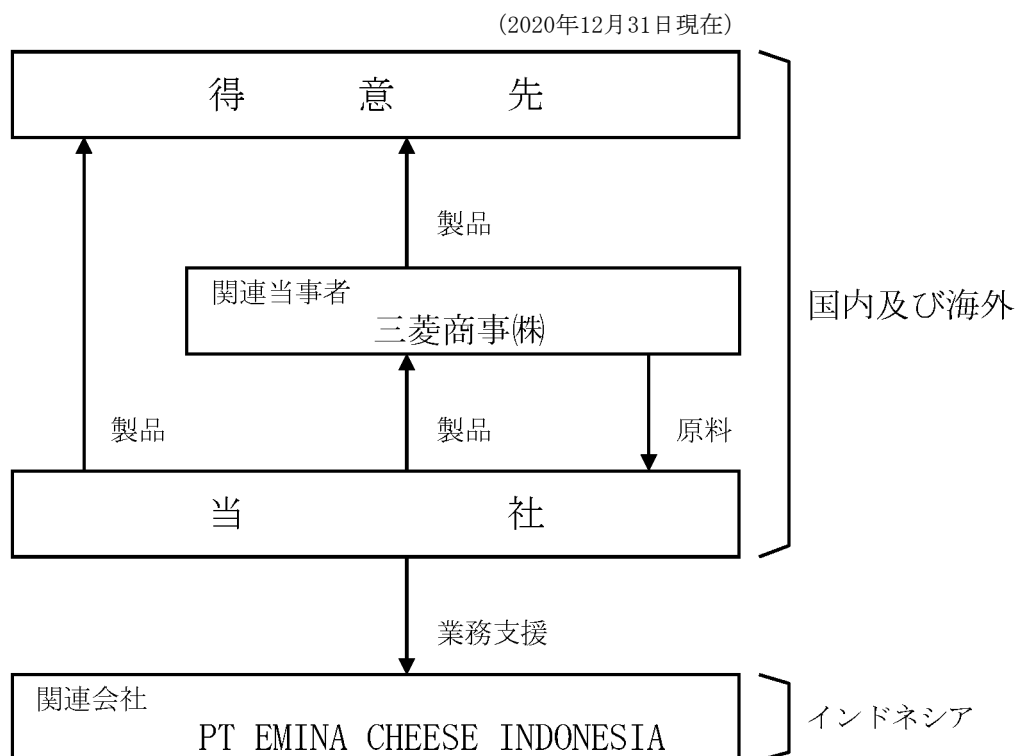 (2020年12月31日現在)
得意先
製品
関連当事者
三菱商事㈱
国内及び海外
製品
製品
原料
当社
業務支援
関連会社
PT EMINA CHEESE INDONESIA
インドネシア